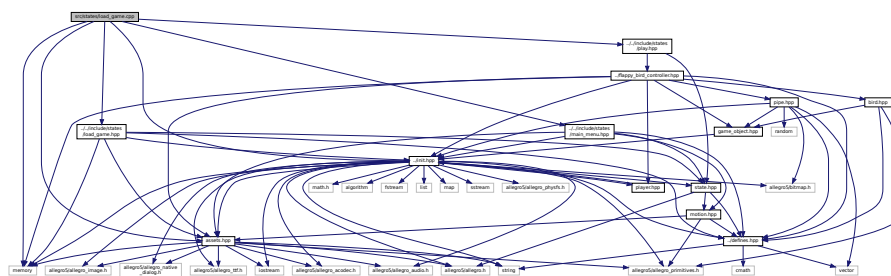 src/states/load_game.cpp
../../include/states
/play.hpp
../flappy_bird_controller.hpp
pipe.hpp
bird.hpp
../../include/states
/load_game.hpp
../../include/states
/main_menu.hpp
game_object.hpp
random
../init.hpp
math.h
algorithm
fstream
list
map
sstream
allegro5/allegro_physfs.h
player.hpp
state.hpp
allegro5/bitmap.h
motion.hpp
assets.hpp
../defines.hpp
memory
allegro5/allegro_image.h
allegro5/allegro_native
_dialog.h
allegro5/allegro_ttf.h
iostream
allegro5/allegro_acodec.h
allegro5/allegro_audio.h
allegro5/allegro.h
string
allegro5/allegro_primitives.h
cmath
vector